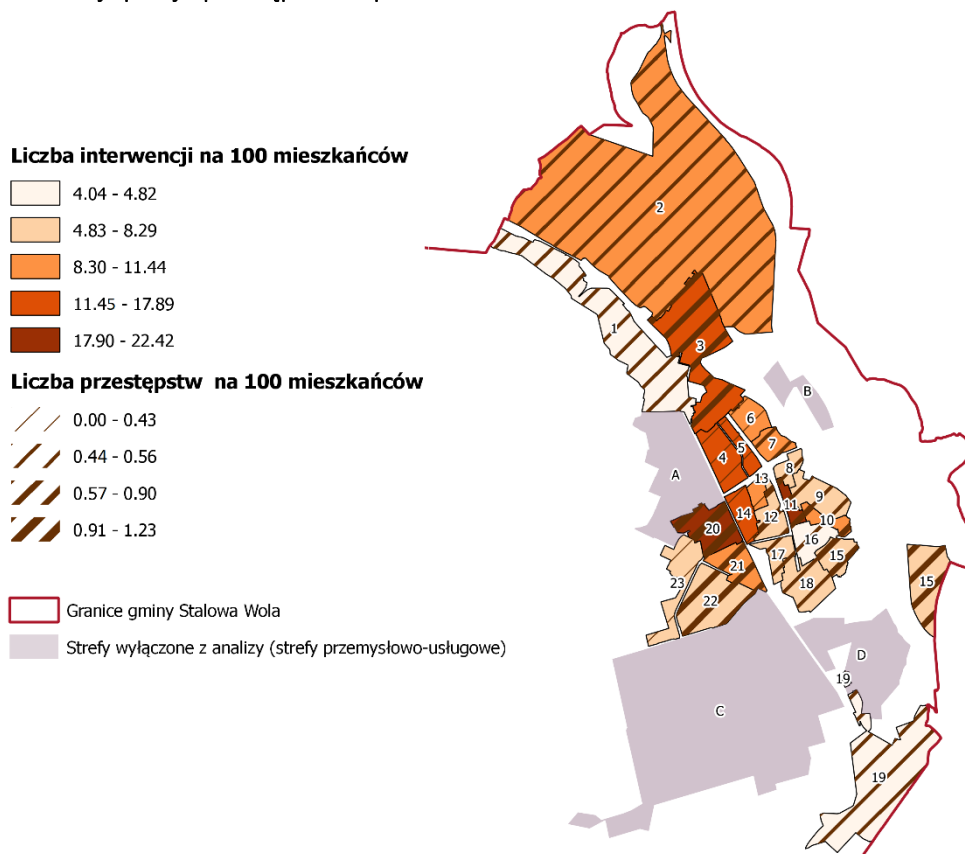 Liczba interwencji na 100 mieszkańców
4.04 - 4.82
4.83 - 8.29
8.30 - 11.44
11.45 - 17.89
17.90 - 22.42
Liczba przestępstw na 100 mieszkańców
0.00 - 0.43
0.44 - 0.56
0.57 - 0.90
0.91 - 1.23
Granice gminy Stalowa Wola
Strefy wyłączone z analizy (strefy przemysłowo-usługowe)
2
1
3
B
6
7
5
4
8
A
13
9
11
14
12
10
20
16
17
15
21
23
18
15
22
D
19
C
19